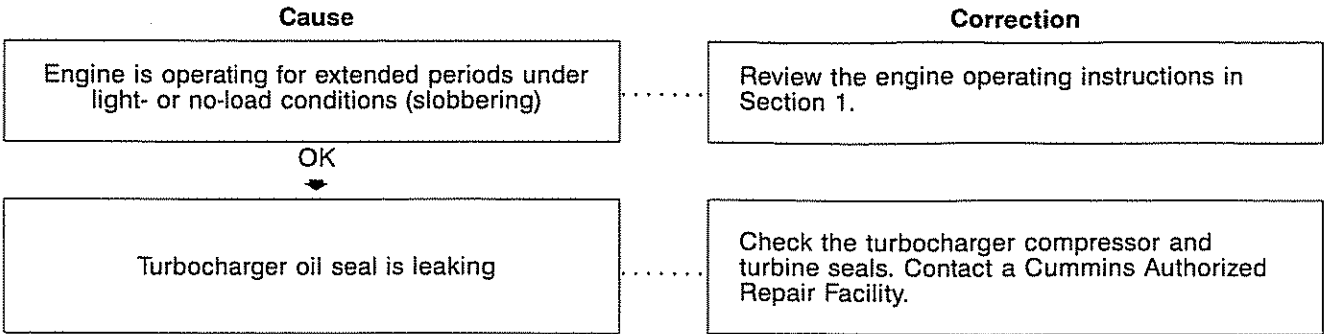 Cause
Correction
Engine is operating for extended periods under
light- or no-load conditions (slobbering)
Review the engine operating instructions in
Section 1.
OK
Turbocharger oil seal is leaking
Check the turbocharger compressor and
turbine seals. Contact a Cummins Authorized
Repair Facility.